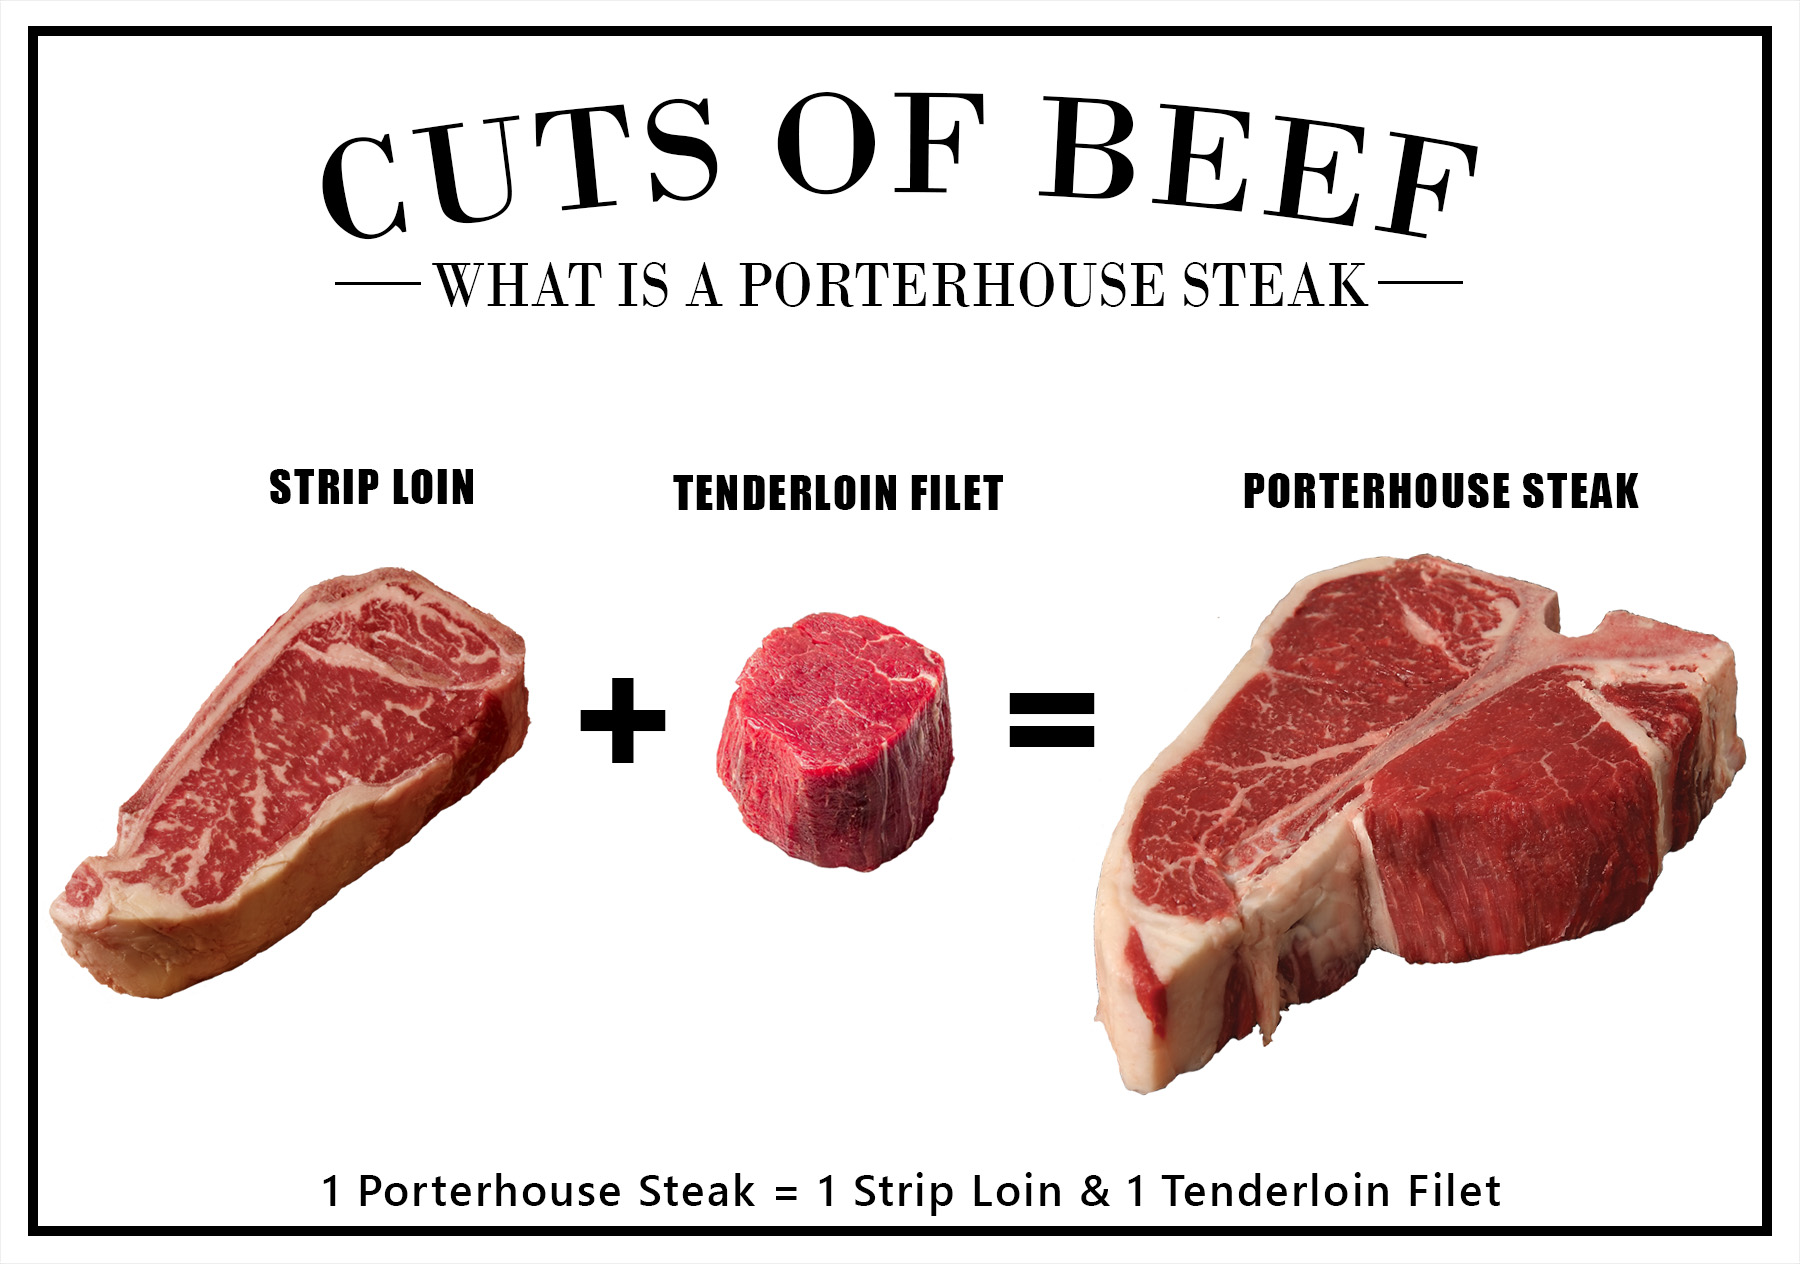 CUTS OF BEEF
WHAT IS A PORTERHOUSE STEAK
STRIP LOIN
TENDERLOIN FILET
PORTERHOUSE STEAK
+
=
1 Porterhouse Steak = 1 Strip Loin & 1 Tenderloin Filet